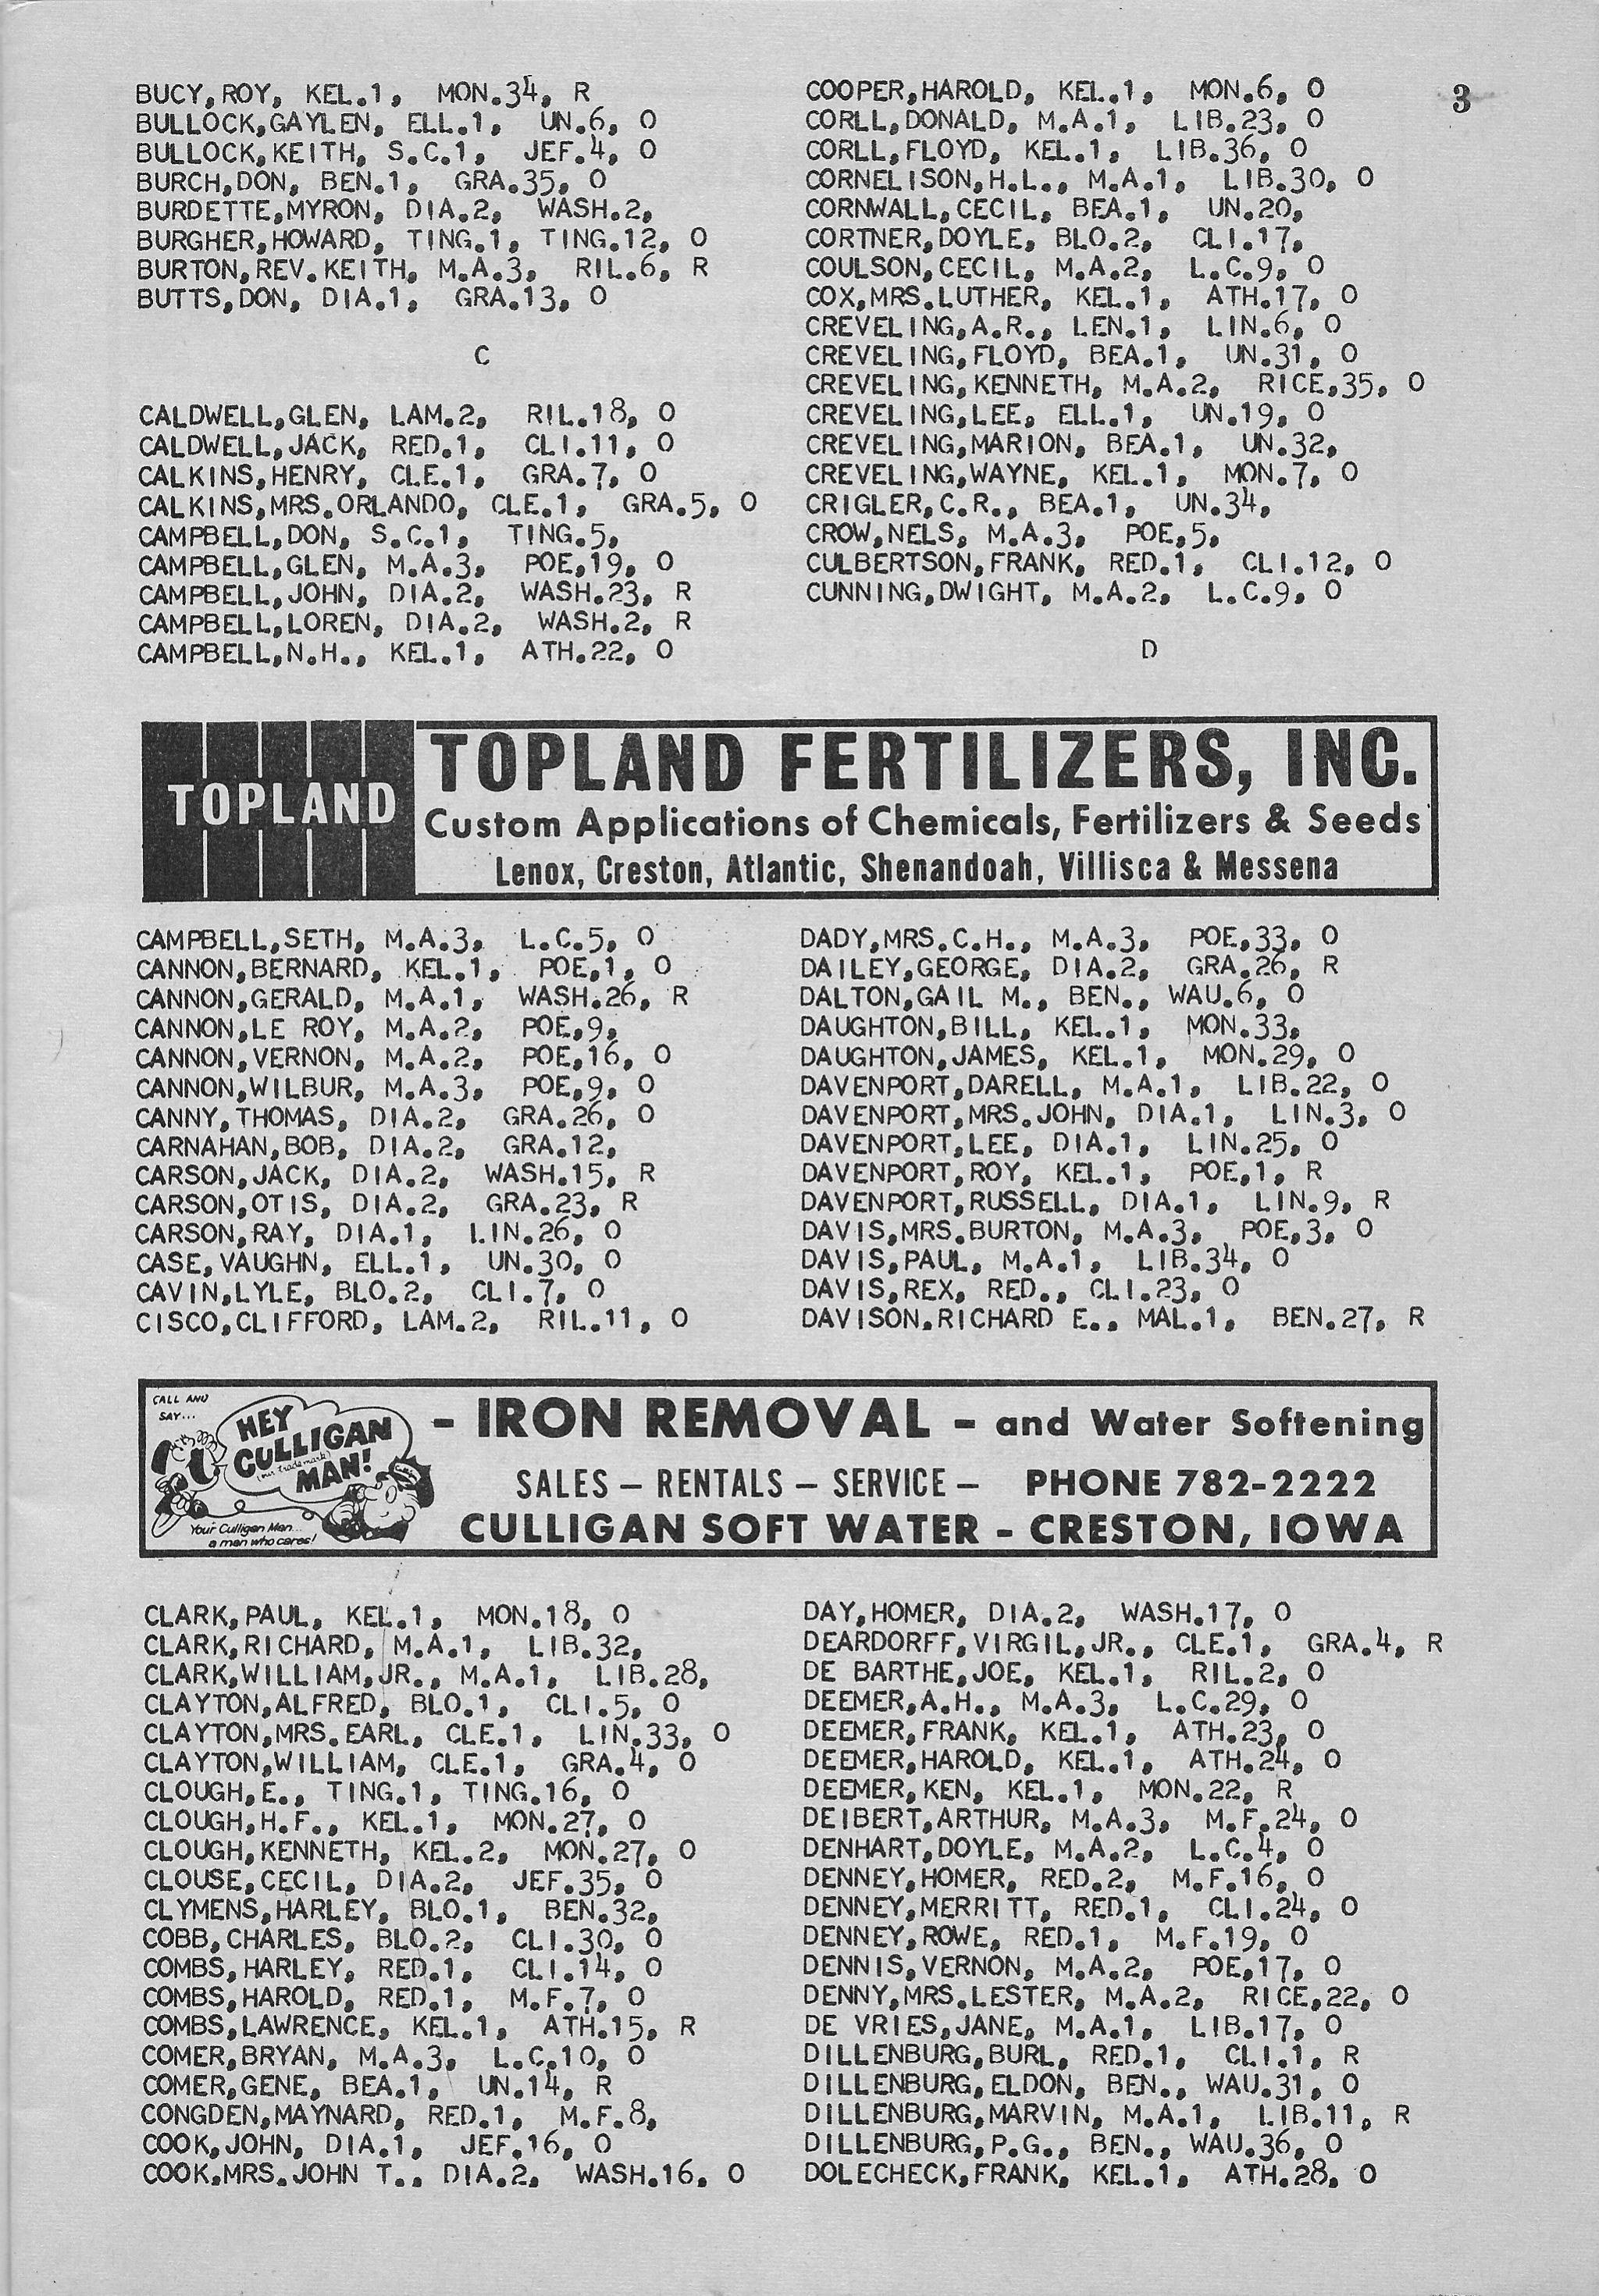 3
BUCY,ROY, KEL.1, MON.34, R
BULLOCK,GAYLEN, ELL.1, UN.6, O
BULLOCK,KEITH, S.C.1, JEF.4, O
BURCH,DON, BEN.1, GRA.35, O
BURDETTE,MYRON, DIA.2, WASH.2,
BURGHER,HOWARD, TING.1, TING.12, O
BURTON,REV.KEITH, M.A.3, RIL.6, R
BUTTS,DON, DIA.1, GRA.13, O
C
CALDWELL,GLEN, LAM.2, RIL.18, O
CALDWELL,JACK, RED.1, CLI.11, O
CALKINS,HENRY, CLE.1, GRA.7, O
CALKINS,MRS.ORLANDO, CLE.1, GRA.5, O
CAMPBELL,DON, S.C.1, TING.5,
CAMPBELL,GLEN, M.A.3, POE,19, O
CAMPBELL,JOHN, DIA.2, WASH.23, R
CAMPBELL,LOREN, DIA.2, WASH.2, R
CAMPBELL,N.H., KEL.1, ATH.22, O
COOPER,HAROLD, KEL.1, MON.6, O
CORLL,DONALD, M.A.1, LIB.23, O
CORLL,FLOYD, KEL.1, LIB.36, O
CORNELISON,H.L., M.A.1, LIB.30, O
CORNWALL,CECIL, BEA.1, UN.20,
CORTNER,DOYLE, BLO.2, CLI.17,
COULSON,CECIL, M.A.2, L.C.9, O
COX,MRS.LUTHER, KEL.1, ATH.17, O
CREVELING,A.R., LEN.1, LIN.6, O
CREVELING,FLOYD, BEA.1, UN.31, O
CREVELING,KENNETH, M.A.2, RICE,35, O
CREVELING,LEE, ELL.1, UN.19, O
CREVELING,MARION, BEA.1, UN.32,
CREVELING,WAYNE, KEL.1, MON.7, O
CRIGLER,C.R., BEA.1, UN.34,
CROW,NELS, M.A.3, POE,5,
CULBERTSON,FRANK, RED.1, CLI.12, O
CUNNING,DWIGHT, M.A.2, L.C.9, O
D
TOPLAND
TOPLAND FERTILIZERS, INC.
Custom Applications of Chemicals, Fertilizers & Seeds
Lenox, Creston, Atlantic, Shenandoah, Villisca & Messena
CAMPBELL,SETH, M.A.3, L.C.5, O
CANNON,BERNARD, KEL.1, POE,1, O
CANNON,GERALD, M.A.1, WASH.26, R
CANNON,LE ROY, M.A.2, POE,9,
CANNON,VERNON, M.A.2, POE,16, O
CANNON,WILBUR, M.A.3, POE,9, O
CANNY,THOMAS, DIA.2, GRA.26, O
CARNAHAN,BOB, DIA.2, GRA.12,
CARSON,JACK, DIA.2, WASH.15, R
CARSON,OTIS, DIA.2, GRA.23, R
CARSON,RAY, DIA.1, LIN.26, O
CASE,VAUGHN, ELL.1, UN.30, O
CAVIN,LYLE, BLO.2, CLI.7, O
CISCO,CLIFFORD, LAM.2, RIL.11, O
DADY,MRS.C.H., M.A.3, POE,33, O
DAILEY,GEORGE, DIA.2, GRA.26, R
DALTON,GAIL M., BEN., WAU.6, O
DAUGHTON,BILL, KEL.1, MON.33,
DAUGHTON,JAMES, KEL.1, MON.29, O
DAVENPORT,DARELL, M.A.1, LIB.22, O
DAVENPORT,MRS.JOHN, DIA.1, LIN.3, O
DAVENPORT,LEE, DIA.1, LIN.25, O
DAVENPORT,ROY, KEL.1, POE,1, R
DAVENPORT,RUSSELL, DIA.1, LIN.9, R
DAVIS,MRS.BURTON, M.A.3, POE,3, O
DAVIS,PAUL, M.A.1, LIB.34, O
DAVIS,REX, RED., CLI.23, O
DAVISON,RICHARD E., MAL.1, BEN.27, R
CALL AND
SAY...
HEY
CULLIGAN
(our trademark)
MAN!
Your Culligan Man...
a man who cares!
- IRON REMOVAL - and Water Softening
SALES - RENTALS - SERVICE - PHONE 782-2222
CULLIGAN SOFT WATER - CRESTON, IOWA
CLARK,PAUL, KEL.1, MON.18, O
CLARK,RICHARD, M.A.1, LIB.32,
CLARK,WILLIAM,JR., M.A.1, LIB.28,
CLAYTON,ALFRED, BLO.1, CLI.5, O
CLAYTON,MRS.EARL, CLE.1, LIN.33, O
CLAYTON,WILLIAM, CLE.1, GRA.4, O
CLOUGH,E., TING.1, TING.16, O
CLOUGH,H.F., KEL.1, MON.27, O
CLOUGH,KENNETH, KEL.2, MON.27, O
CLOUSE,CECIL, DIA.2, JEF.35, O
CLYMENS,HARLEY, BLO.1, BEN.32,
COBB,CHARLES, BLO.2, CLI.30, O
COMBS,HARLEY, RED.1, CLI.14, O
COMBS,HAROLD, RED.1, M.F.7, O
COMBS,LAWRENCE, KEL.1, ATH.15, R
COMER,BRYAN, M.A.3, L.C.10, O
COMER,GENE, BEA.1, UN.14, R
CONGDEN,MAYNARD, RED.1, M.F.8,
COOK,JOHN, DIA.1, JEF.16, O
COOK,MRS.JOHN T., DIA.2, WASH.16, O
DAY,HOMER, DIA.2, WASH.17, O
DEARDORFF,VIRGIL,JR., CLE.1, GRA.4, R
DE BARTHE,JOE, KEL.1, RIL.2, O
DEEMER,A.H., M.A.3, L.C.29, O
DEEMER,FRANK, KEL.1, ATH.23, O
DEEMER,HAROLD, KEL.1, ATH.24, O
DEEMER,KEN, KEL.1, MON.22, R
DEIBERT,ARTHUR, M.A.3, M.F.24, O
DENHART,DOYLE, M.A.2, L.C.4, O
DENNEY,HOMER, RED.2, M.F.16, O
DENNEY,MERRITT, RED.1, CLI.24, O
DENNEY,ROWE, RED.1, M.F.19, O
DENNIS,VERNON, M.A.2, POE,17, O
DENNY,MRS.LESTER, M.A.2, RICE,22, O
DE VRIES,JANE, M.A.1, LIB.17, O
DILLENBURG,BURL, RED.1, CLI.1, R
DILLENBURG,ELDON, BEN., WAU.31, O
DILLENBURG,MARVIN, M.A.1, LIB.11, R
DILLENBURG,P.G., BEN., WAU.36, O
DOLECHECK,FRANK, KEL.1, ATH.28, O